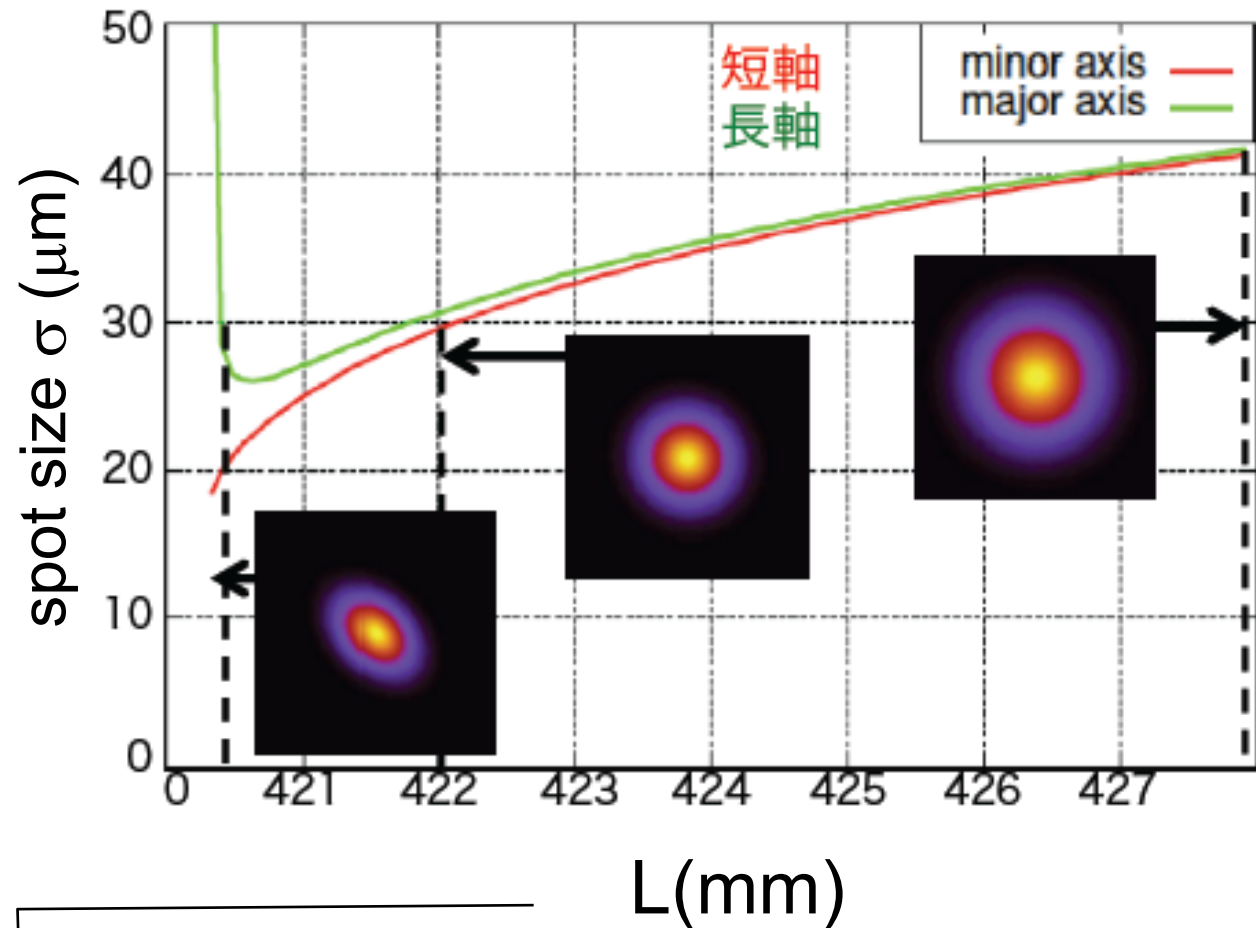 50
40
30
20
10
0
spot size σ (μm)
短軸
長軸
minor axis
major axis
0 421 422 423 424 425 426 427
L(mm)